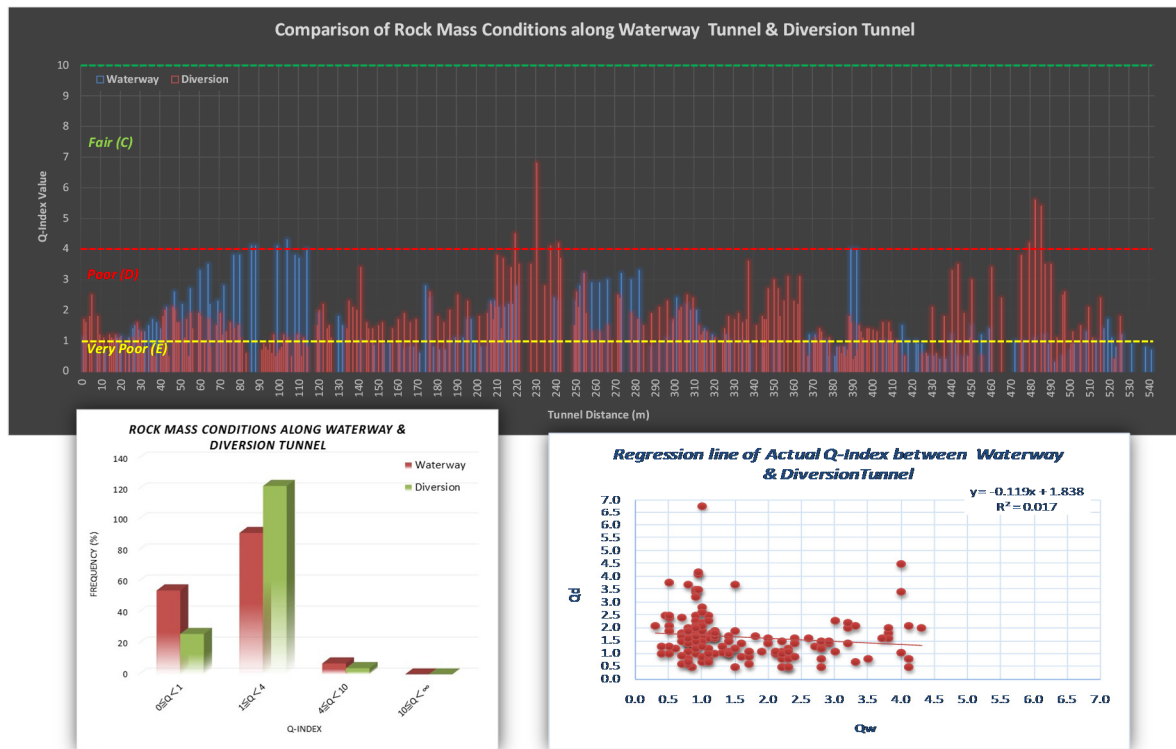 Comparison of Rock Mass Conditions along Waterway Tunnel & Diversion Tunnel
Q-Index Value
10
9
8
7
6
5
4
3
2
1
0
Waterway Diversion
Fair (C)
Poor (D)
Very Poor (E)
0 10 20 30 40 50 60 70 80 90 100 110 120 130 140 150 160 170 180 190 200 210 220 230 240 250 260 270 280 290 300 310 320 330 340 350 360 370 380 390 400 410 420 430 440 450 460 470 480 490 500 510 520 530 540
Tunnel Distance (m)
ROCK MASS CONDITIONS ALONG WATERWAY &
DIVERSION TUNNEL
FREQUENCY (%)
140
120
100
80
60
40
20
0
Waterway
Diversion
0≤Q<1 1≤Q<4 4≤Q<10 10≤Q<∞
Q-INDEX
Regression line of Actual Q-Index between Waterway
& DiversionTunnel
y = -0.119x + 1.838
R² = 0.017
Qd
7.0
6.5
6.0
5.5
5.0
4.5
4.0
3.5
3.0
2.5
2.0
1.5
1.0
0.5
0.0
0.0 0.5 1.0 1.5 2.0 2.5 3.0 3.5 4.0 4.5 5.0 5.5 6.0 6.5 7.0
Qw